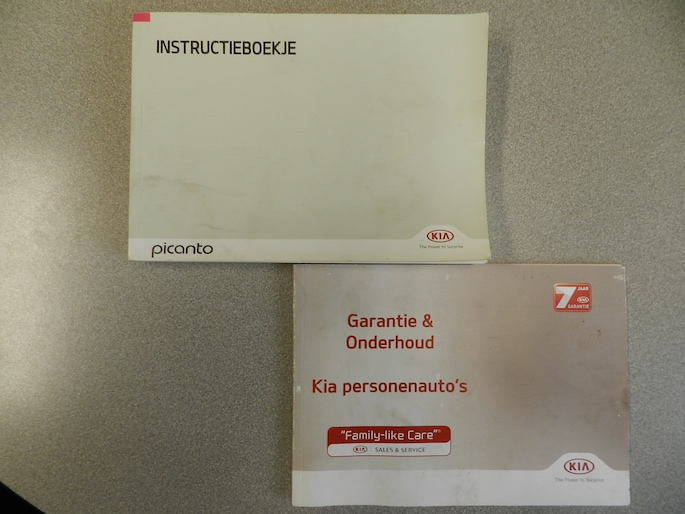 INSTRUCTIEBOEKJE
picanto
KIA
The Power to Surprise
7 JAAR
KIA
GARANTIE
Garantie &
Onderhoud
Kia personenauto's
"Family-like Care"®
KIA SALES & SERVICE
KIA
The Power to Surprise